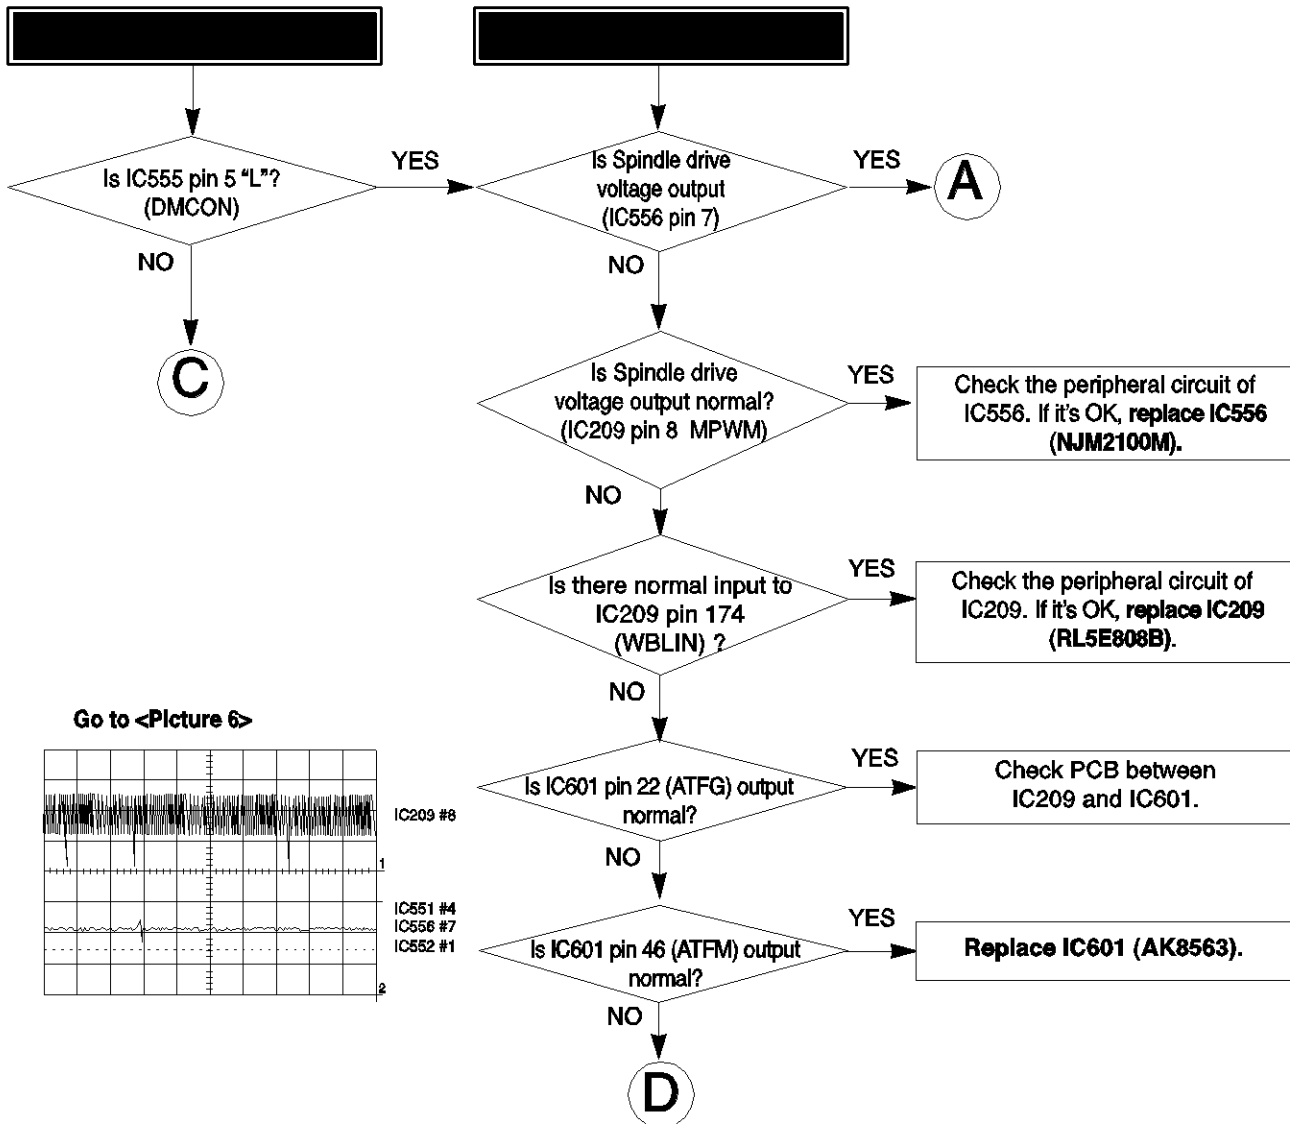 Is IC555 pin 5 “L”?
(DMCON)
YES
NO
C
Is Spindle drive
voltage output
(IC556 pin 7)
YES
A
NO
Is Spindle drive
voltage output normal?
(IC209 pin 8 MPWM)
YES
Check the peripheral circuit of
IC556. If it's OK, replace IC556
(NJM2100M).
NO
Is there normal input to
IC209 pin 174
(WBLIN) ?
YES
Check the peripheral circuit of
IC209. If it's OK, replace IC209
(RL5E808B).
NO
Is IC601 pin 22 (ATFG) output
normal?
YES
Check PCB between
IC209 and IC601.
NO
Is IC601 pin 46 (ATFM) output
normal?
YES
Replace IC601 (AK8563).
NO
D
Go to <Picture 6>
IC209 #8
1
IC551 #4
IC556 #7
IC552 #1
2